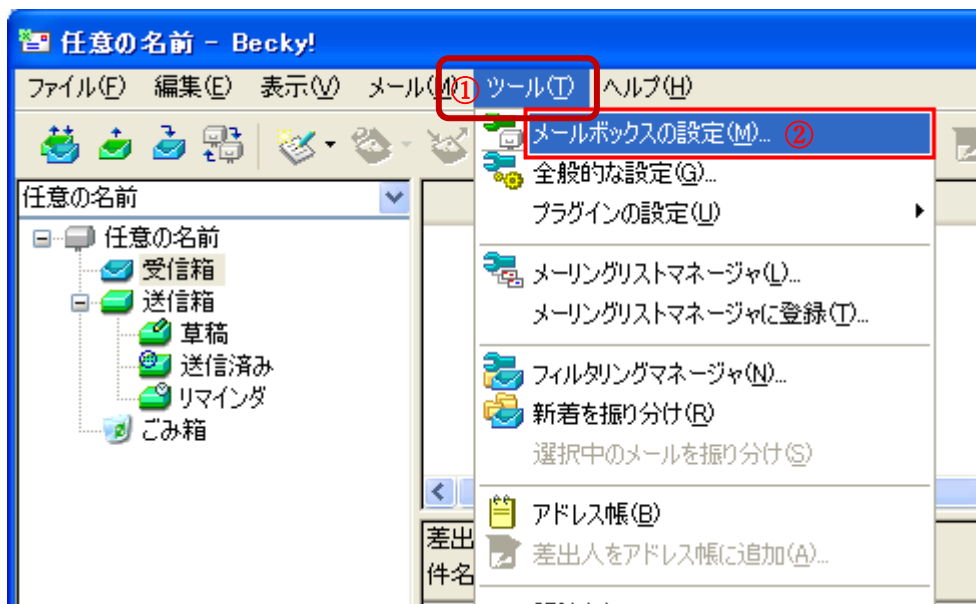 任意の名前 - Becky!
ファイル(F) 編集(E) 表示(V) メール(M) ① ツール(T) ヘルプ(H)
メールボックスの設定(M)... ②
全般的な設定(G)...
任意の名前
プラグインの設定(U)
任意の名前
受信箱
メーリングリストマネージャ(L)...
送信箱
メーリングリストマネージャに登録(T)...
草稿
送信済み
フィルタリングマネージャ(N)...
リマインダ
新着を振り分け(R)
ごみ箱
選択中のメールを振り分け(S)
アドレス帳(B)
差出
差出人をアドレス帳に追加(A)...
件名